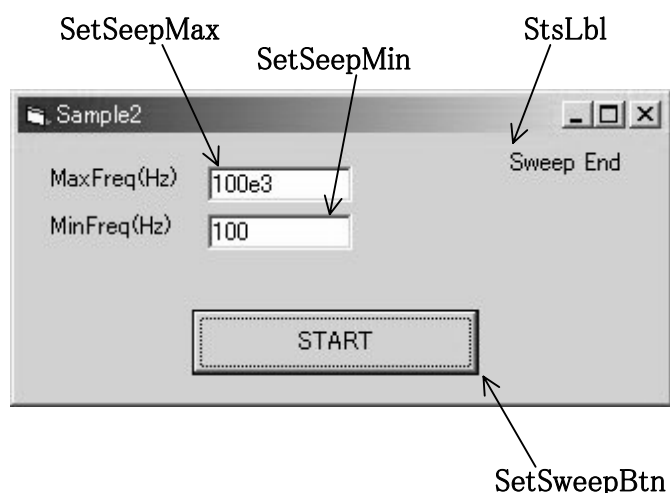 SetSeepMax
SetSeepMin
StsLbl
Sample2
MaxFreq(Hz)
100e3
Sweep End
MinFreq(Hz)
100
START
SetSweepBtn